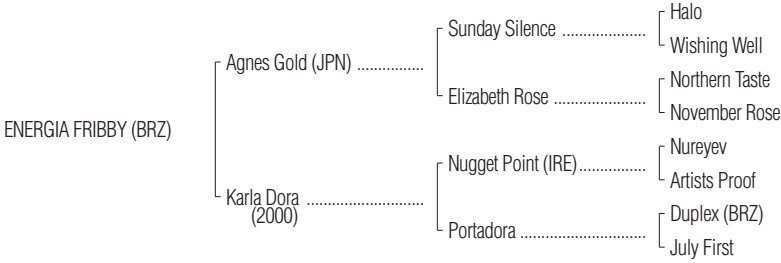 Halo
Sunday Silence ....................
Wishing Well
Agnes Gold (JPN) ................
Northern Taste
Elizabeth Rose ......................
November Rose
ENERGIA FRIBBY (BRZ)
Nureyev
Nugget Point (IRE)................
Artists Proof
Karla Dora ............................
(2000)
Duplex (BRZ)
Portadora ..............................
July First